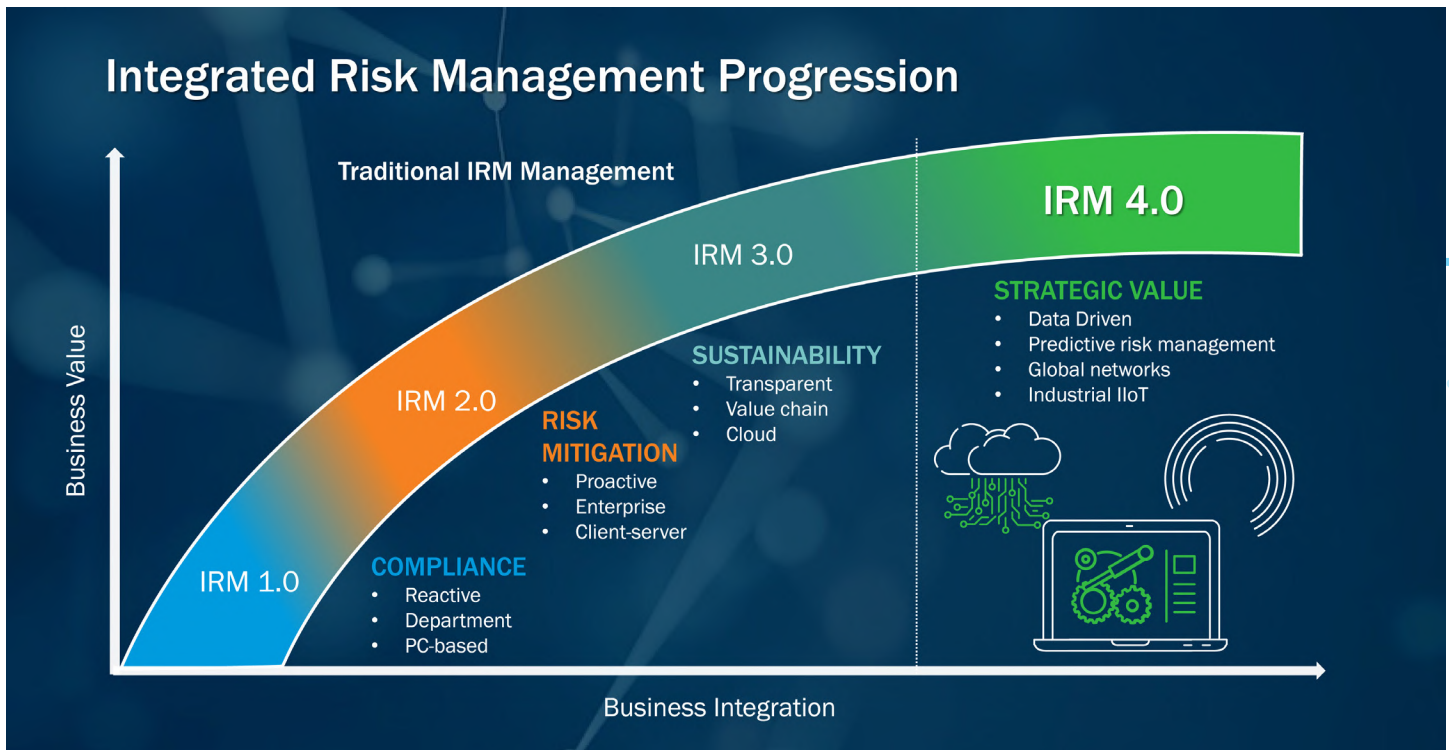 Integrated Risk Management Progression
Traditional IRM Management
Business Value
IRM 1.0
IRM 2.0
IRM 3.0
IRM 4.0
COMPLIANCE
• Reactive
• Department
• PC-based
RISK
MITIGATION
• Proactive
• Enterprise
• Client-server
SUSTAINABILITY
• Transparent
• Value chain
• Cloud
STRATEGIC VALUE
• Data Driven
• Predictive risk management
• Global networks
• Industrial IIoT
Business Integration